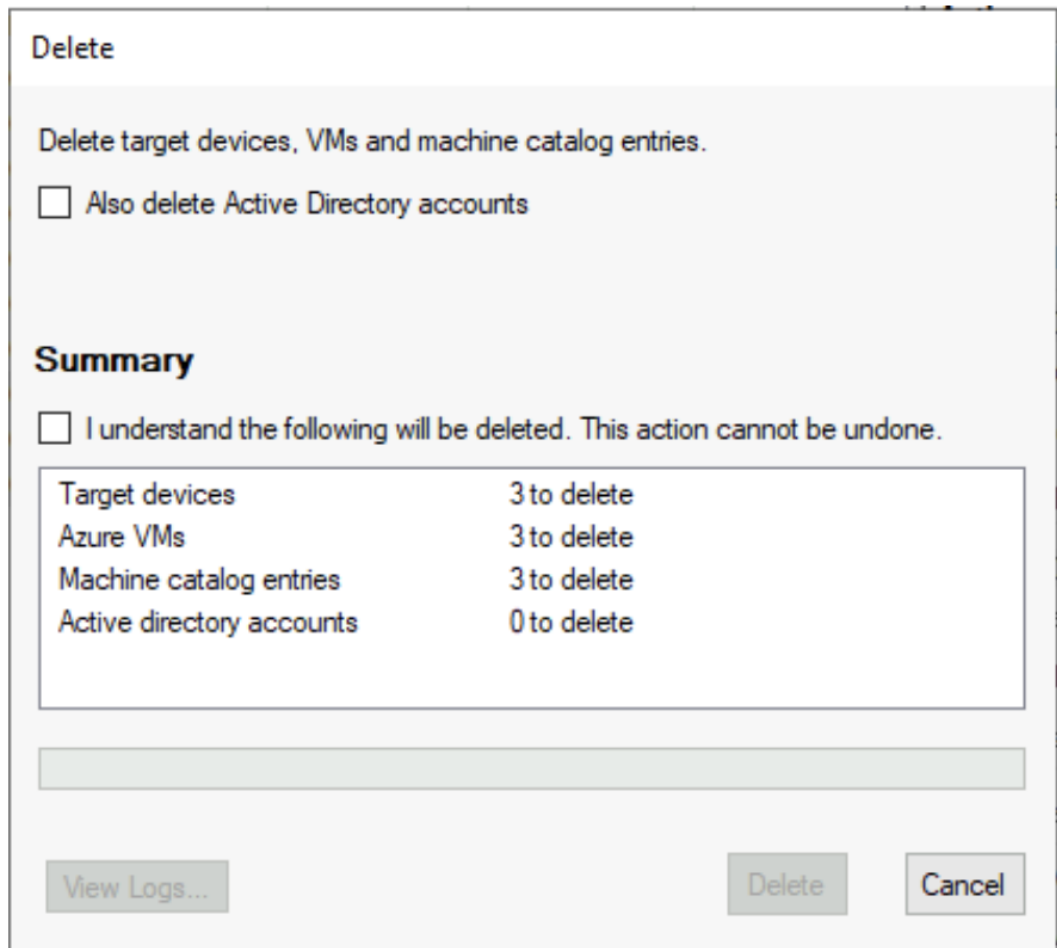 Delete
Delete target devices, VMs and machine catalog entries.
Also delete Active Directory accounts
Summary
I understand the following will be deleted. This action cannot be undone.
Target devices 3 to delete
Azure VMs 3 to delete
Machine catalog entries 3 to delete
Active directory accounts 0 to delete
View Logs... Delete Cancel